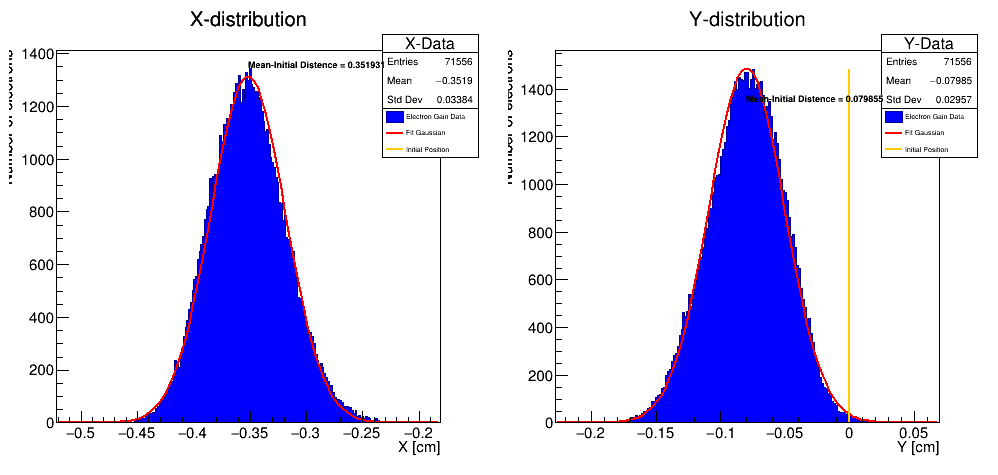 X-distribution
Mean-Initial Distence = 0.351931
X-Data
Entries 71556
Mean −0.3519
Std Dev 0.03384
Electron Gain Data
Fit Gaussian
Initial Position
1400
1200
1000
800
600
400
200
0
−0.5 −0.45 −0.4 −0.35 −0.3 −0.25 −0.2
X [cm]
Y-distribution
Mean-Initial Distence = 0.079855
Y-Data
Entries 71556
Mean −0.07985
Std Dev 0.02957
Electron Gain Data
Fit Gaussian
Initial Position
1400
1200
1000
800
600
400
200
0
−0.2 −0.15 −0.1 −0.05 0 0.05
Y [cm]